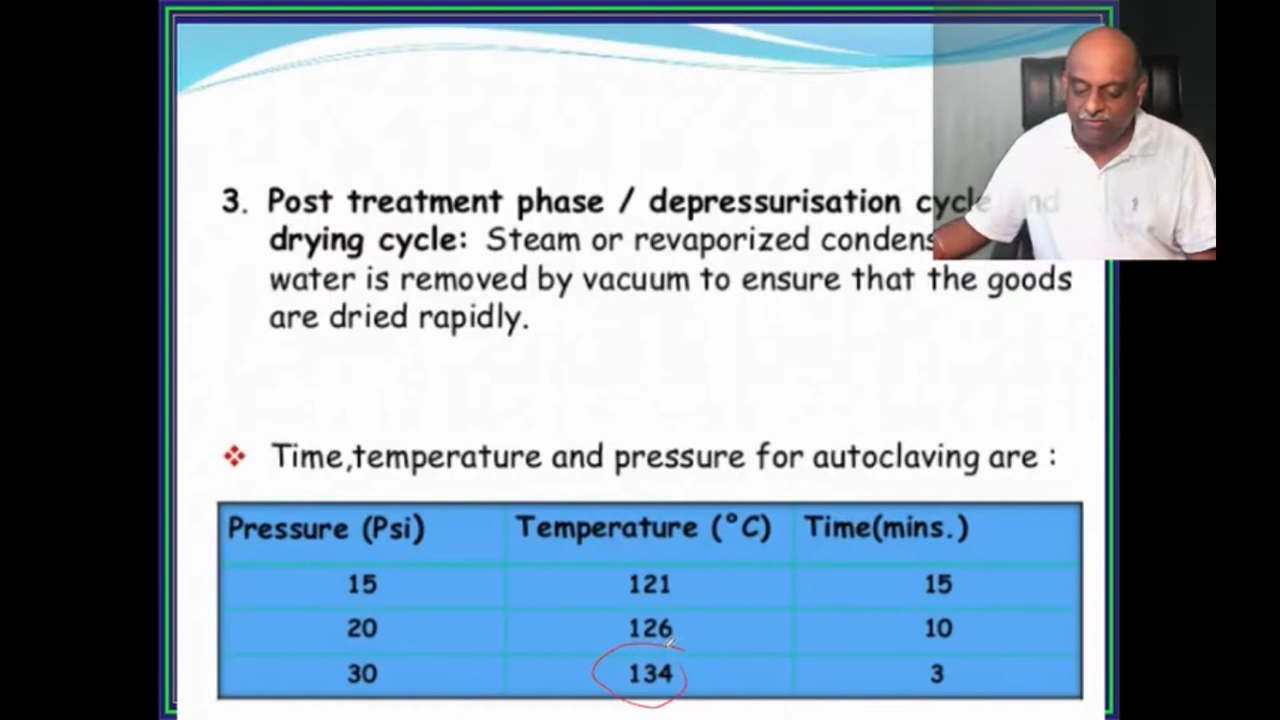 3. Post treatment phase / depressurisation cycle and
drying cycle: Steam or revaporized
water is removed by vacuum to ensure that the goods
are dried rapidly.
❖ Time,temperature and pressure for autoclaving are :
Pressure (Psi) Temperature (°C) Time(mins.)
15 121 15
20 126 10
30 134 3